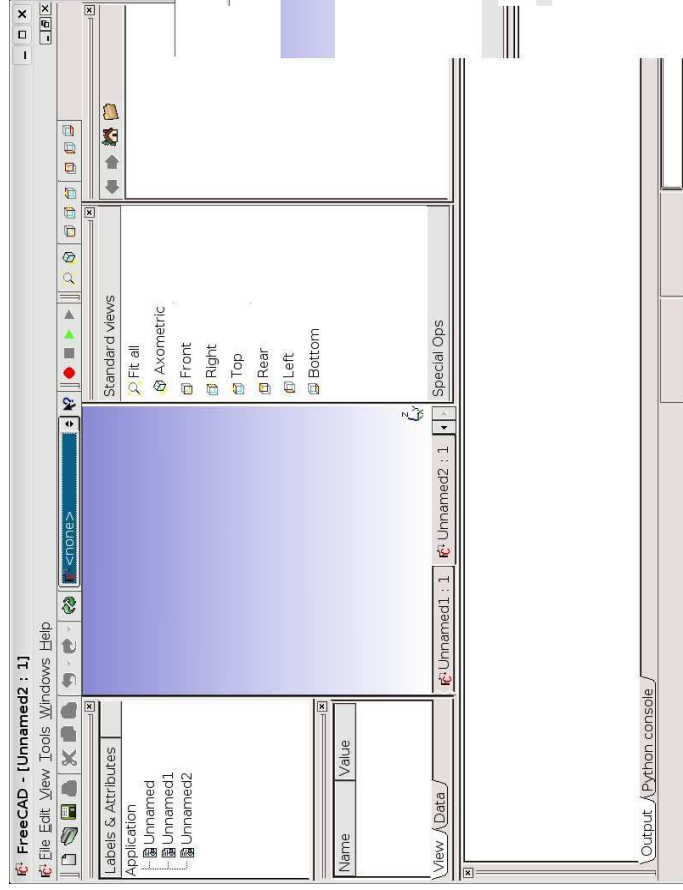 FreeCAD - [Unnamed2 : 1]
File Edit View Tools Windows Help
<none>
Labels & Attributes
Application
Unnamed
Unnamed1
Unnamed2
Name Value
View Data
Unnamed1 : 1 Unnamed2 : 1
Z
Y
X
Standard views
Fit all
Axometric
Front
Right
Top
Rear
Left
Bottom
Special Ops
Output Python console